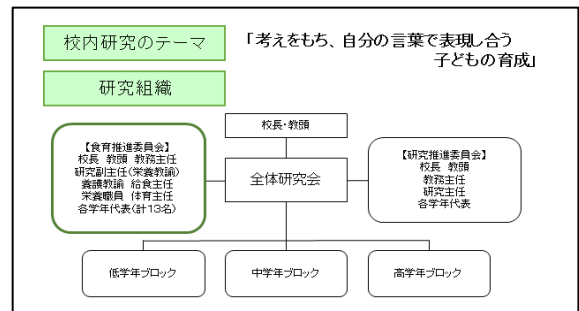 校内研究のテーマ
「考えをもち、自分の言葉で表現し合う
子どもの育成」
研究組織
校長・教頭
【食育推進委員会】
校長 教頭 教務主任
研究副主任(栄養教諭)
養護教諭 給食主任
栄養職員 体育主任
各学年代表(計13名)
全体研究会
【研究推進委員会】
校長 教頭
教務主任
研究主任
各学年代表
低学年ブロック
中学年ブロック
高学年ブロック